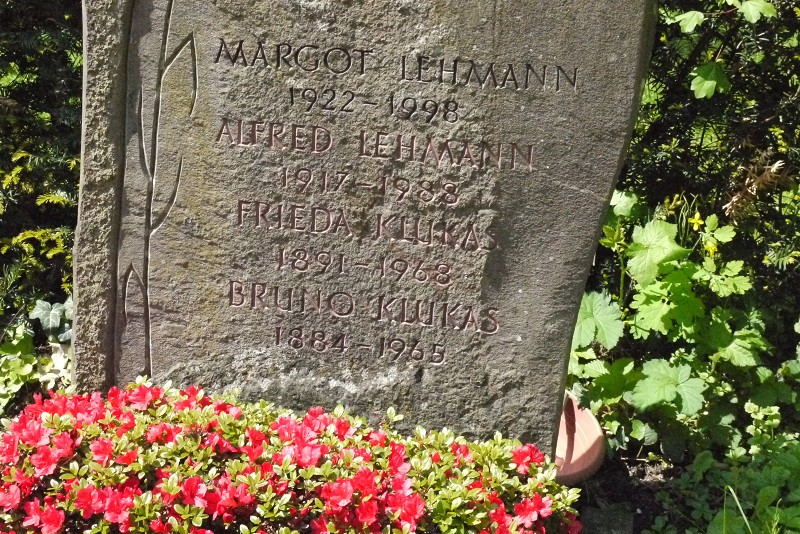 MARGOT LEHMANN
1922-1998
ALFRED LEHMANN
1917-1988
FRIEDA KLUKAS
1891-1968
BRUNO KLUKAS
1884-1965